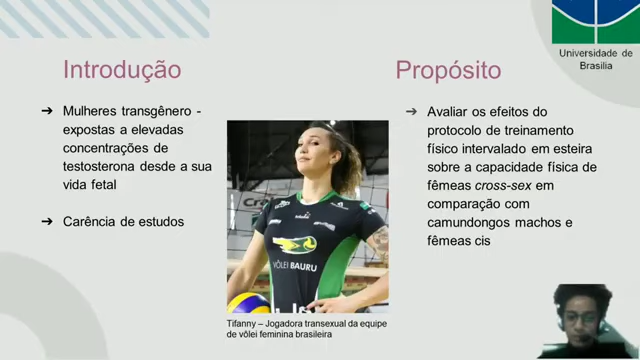 Universidade de
Brasilia
Introdução
➔ Mulheres transgênero -
expostas a elevadas
concentrações de
testosterona desde a sua
vida fetal
➔ Carência de estudos
VÔLEI BAURU
Tifanny – Jogadora transexual da equipe
de vôlei feminina brasileira
Propósito
➔ Avaliar os efeitos do
protocolo de treinamento
físico intervalado em esteira
sobre a capacidade física de
fêmeas cross-sex em
comparação com
camundongos machos e
fêmeas cis